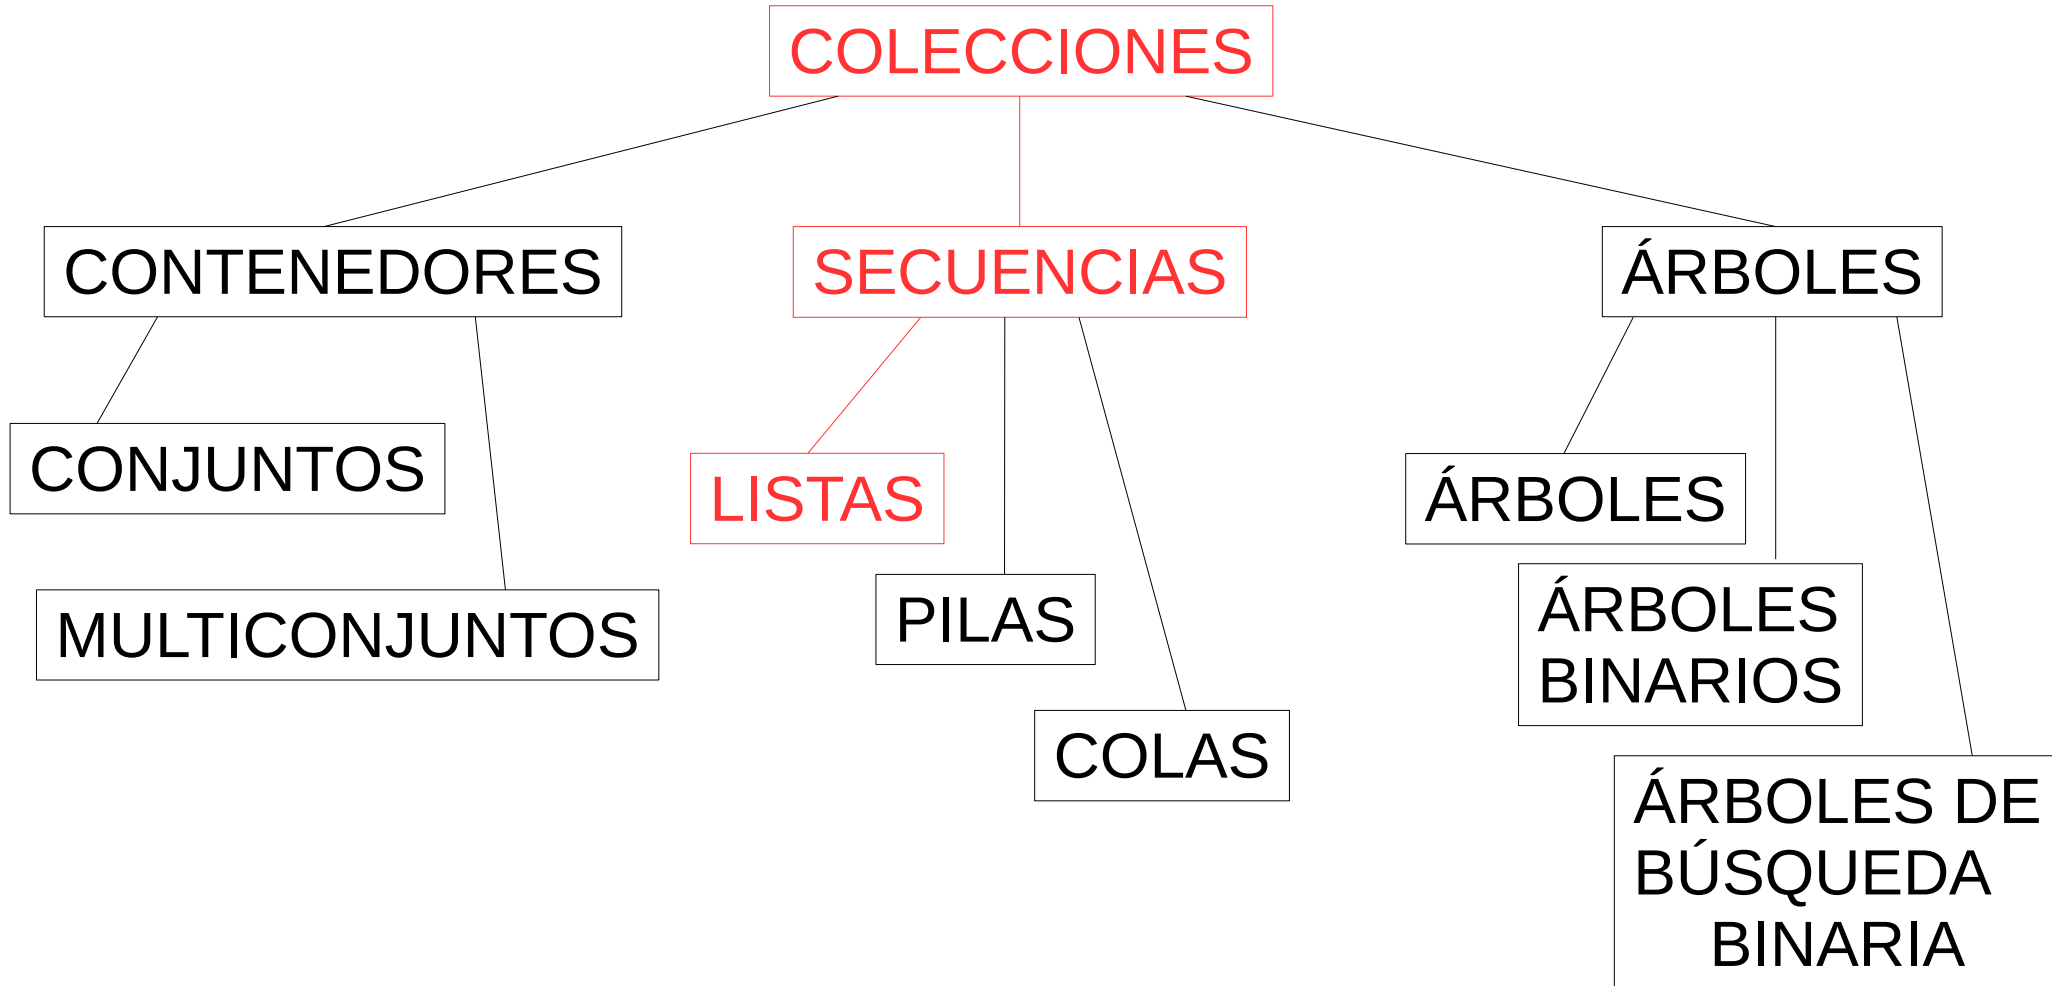 COLECCIONES
CONTENEDORES
SECUENCIAS
ÁRBOLES
CONJUNTOS
LISTAS
ÁRBOLES
MULTICONJUNTOS
PILAS
ÁRBOLES
BINARIOS
COLAS
ÁRBOLES DE
BÚSQUEDA
BINARIA